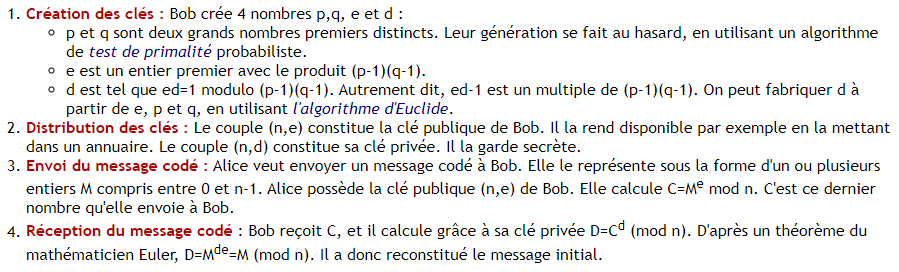 1. Création des clés : Bob crée 4 nombres p,q, e et d :
○ p et q sont deux grands nombres premiers distincts. Leur génération se fait au hasard, en utilisant un algorithme
de test de primalité probabiliste.
○ e est un entier premier avec le produit (p-1)(q-1).
○ d est tel que ed=1 modulo (p-1)(q-1). Autrement dit, ed-1 est un multiple de (p-1)(q-1). On peut fabriquer d à
partir de e, p et q, en utilisant l'algorithme d'Euclide.
2. Distribution des clés : Le couple (n,e) constitue la clé publique de Bob. Il la rend disponible par exemple en la mettant
dans un annuaire. Le couple (n,d) constitue sa clé privée. Il la garde secrète.
3. Envoi du message codé : Alice veut envoyer un message codé à Bob. Elle le représente sous la forme d'un ou plusieurs
entiers M compris entre 0 et n-1. Alice possède la clé publique (n,e) de Bob. Elle calcule C=M^e mod n. C'est ce dernier
nombre qu'elle envoie à Bob.
4. Réception du message codé : Bob reçoit C, et il calcule grâce à sa clé privée D=C^d (mod n). D'après un théorème du
mathématicien Euler, D=M^de=M (mod n). Il a donc reconstitué le message initial.